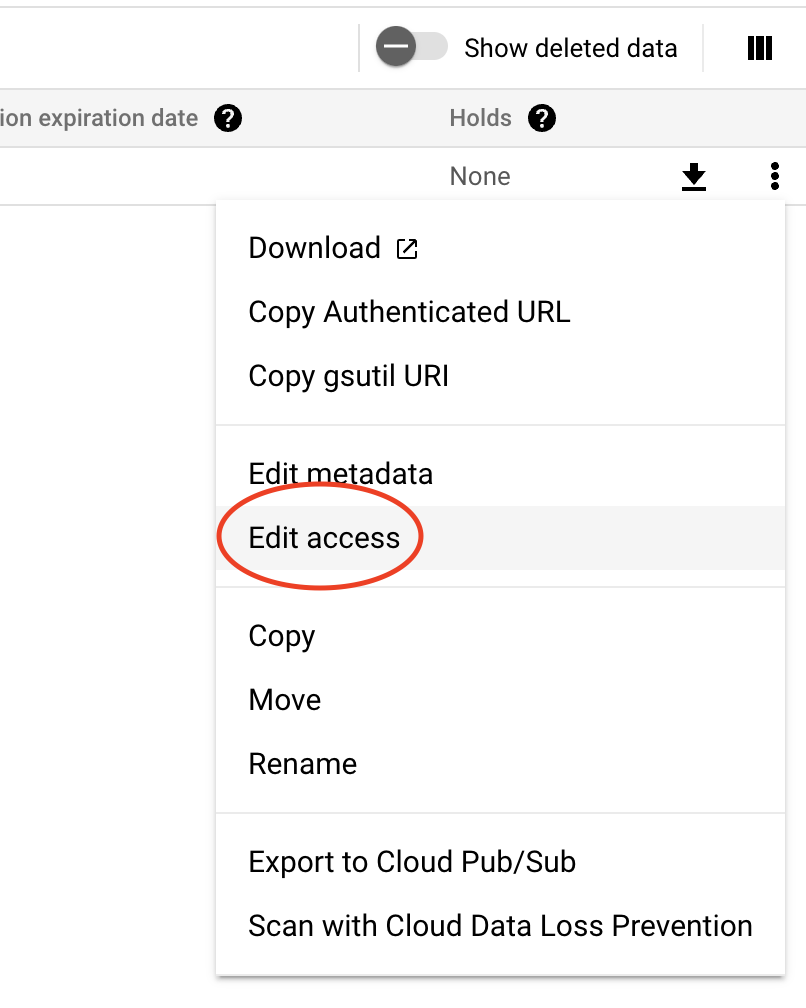 Show deleted data
ion expiration date ? Holds ?
None
Download
Copy Authenticated URL
Copy gsutil URI
Edit metadata
Edit access
Copy
Move
Rename
Export to Cloud Pub/Sub
Scan with Cloud Data Loss Prevention